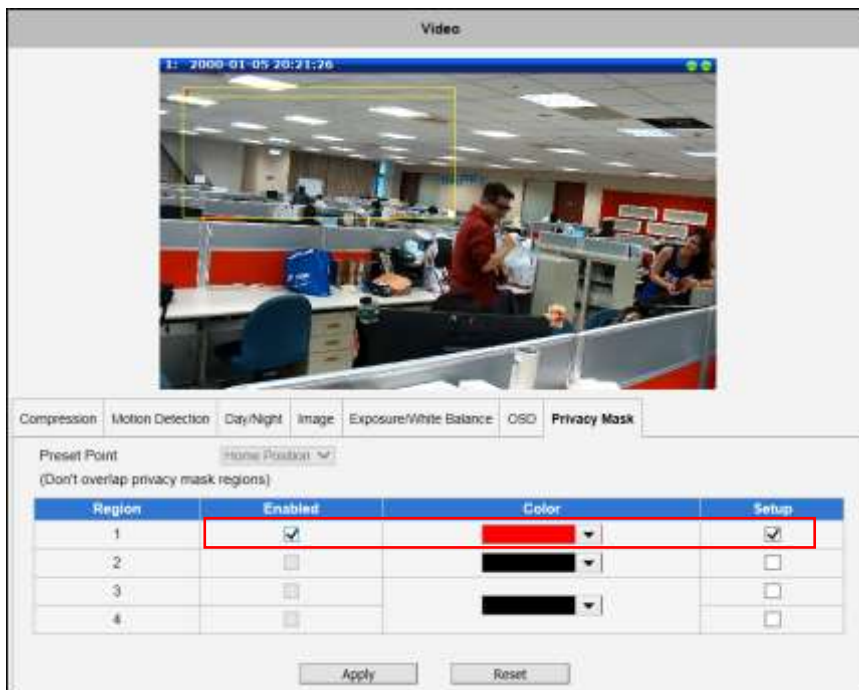 Video
1: 2000-01-05 20:21:26
Compression Motion Detection Day/Night Image Exposure/White Balance OSD Privacy Mask
Preset Point Home Position
(Don't overlap privacy mask regions)
Region Enabled Color Setup
1
2
3
4
Apply Reset